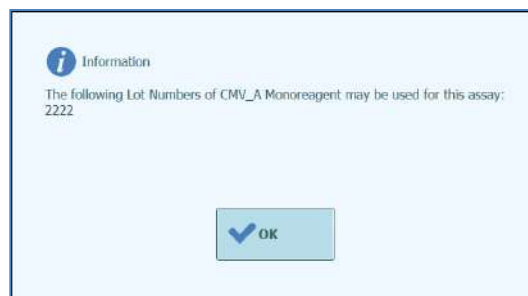 Information
The following Lot Numbers of CMV_A Monoreagent may be used for this assay:
2222
OK